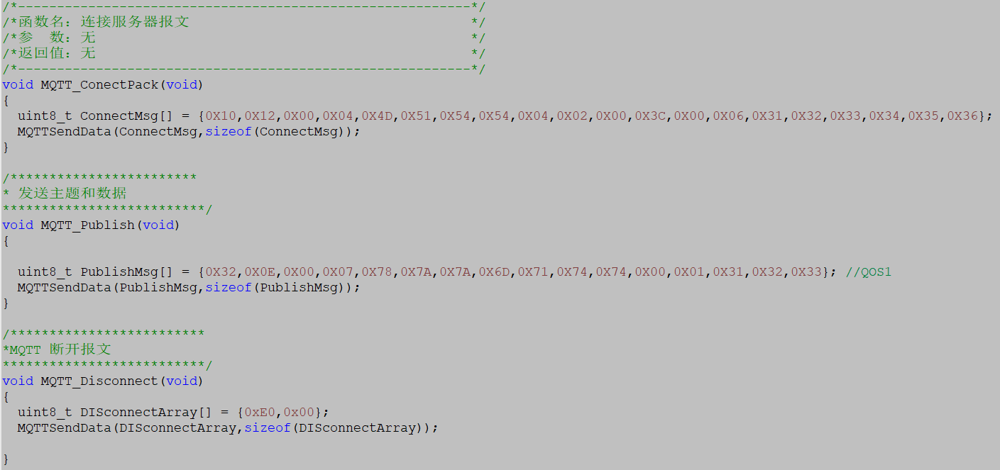 /*----------------------------------------------------------*/
/*函数名：连接服务器报文                                    */
/*参  数：无                                                */
/*返回值：无                                                */
/*----------------------------------------------------------*/
void MQTT_ConectPack(void)
{
  uint8_t ConnectMsg[] = {0X10,0X12,0X00,0X04,0X4D,0X51,0X54,0X54,0X04,0X02,0X00,0X3C,0X00,0X06,0X31,0X32,0X33,0X34,0X35,0X36};
  MQTTSendData(ConnectMsg,sizeof(ConnectMsg));
}
/************************
* 发送主题和数据
**************************/
void MQTT_Publish(void)
{
  uint8_t PublishMsg[] = {0X32,0X0E,0X00,0X07,0X78,0X7A,0X7A,0X6D,0X71,0X74,0X74,0X00,0X01,0X31,0X32,0X33}; //QOS1
  MQTTSendData(PublishMsg,sizeof(PublishMsg));
}
/*************************
*MQTT 断开报文
**************************/
void MQTT_Disconnect(void)
{
  uint8_t DISconnectArray[] = {0xE0,0x00};
  MQTTSendData(DISconnectArray,sizeof(DISconnectArray));
}